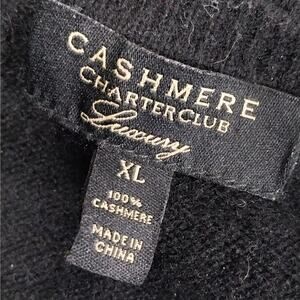 CASHMERE
CHARTER CLUB
Luxury
XL
100%
CASHMERE
MADE IN
CHINA